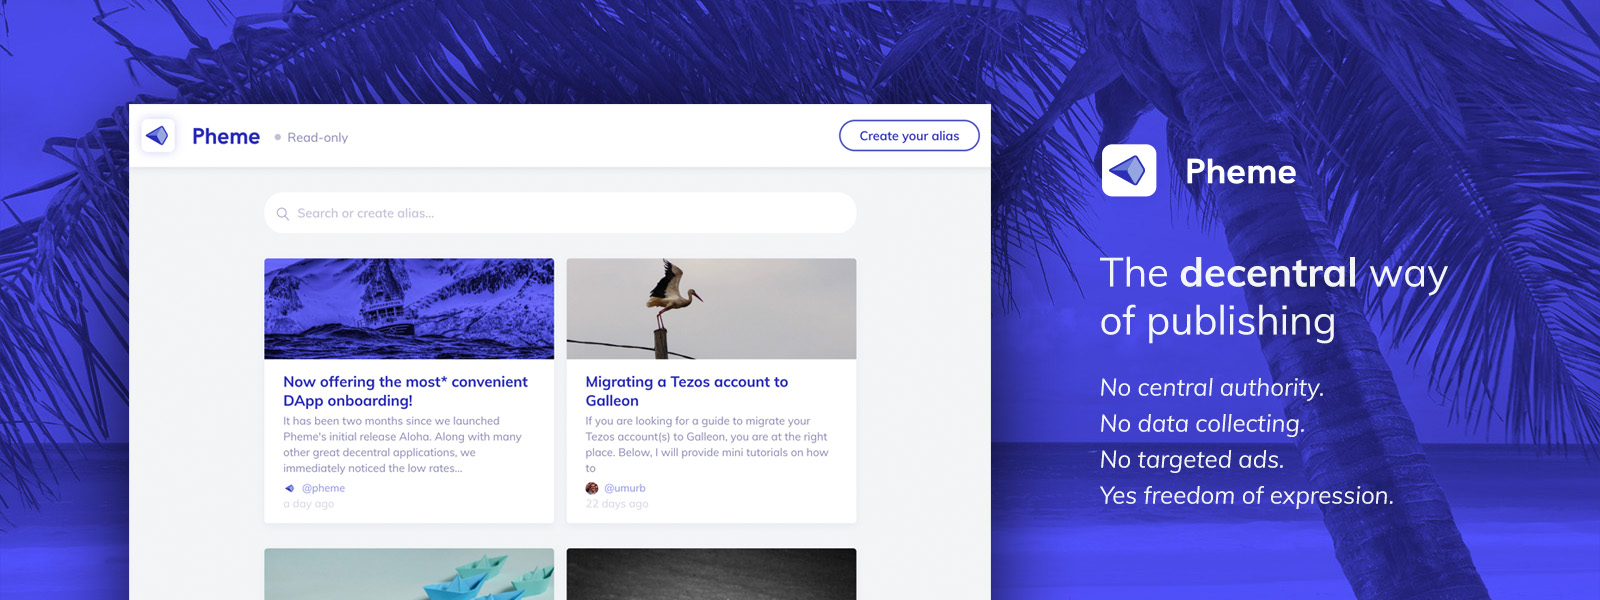 Pheme
Read-only
Create your alias
Search or create alias...
Now offering the most* convenient
DApp onboarding!
It has been two months since we launched
Pheme's initial release Aloha. Along with many
other great decentral applications, we
immediately noticed the low rates...
@pheme
a day ago
Migrating a Tezos account to
Galleon
If you are looking for a guide to migrate your
Tezos account(s) to Galleon, you are at the right
place. Below, I will provide mini tutorials on how
to
@umurb
22 days ago
Pheme
The decentral way
of publishing
No central authority.
No data collecting.
No targeted ads.
Yes freedom of expression.